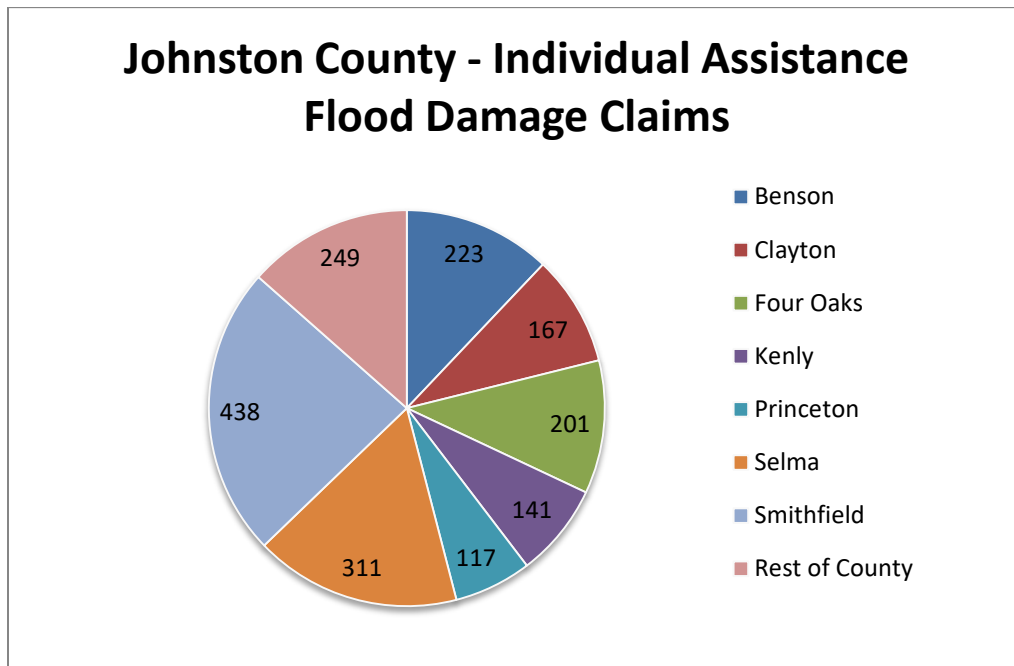 Johnston County - Individual Assistance
Flood Damage Claims
249
223
167
201
141
117
311
438
Benson
Clayton
Four Oaks
Kenly
Princeton
Selma
Smithfield
Rest of County